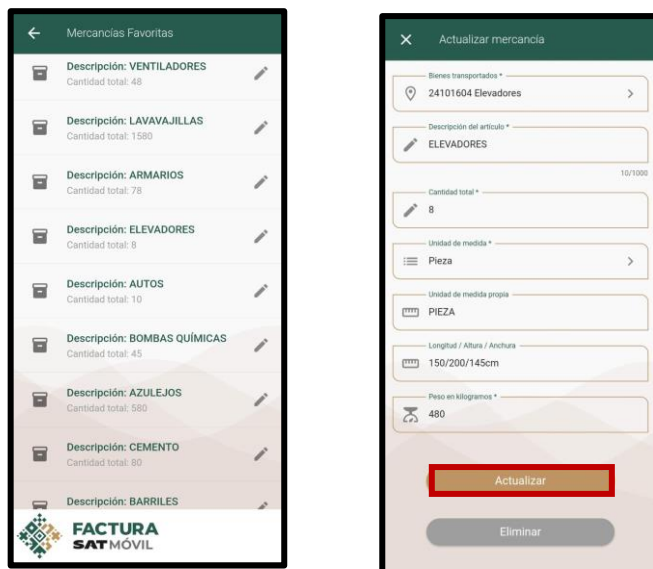 Mercancías Favoritas
Descripción: VENTILADORES
Cantidad total: 48
Descripción: LAVAVAJILLAS
Cantidad total: 1580
Descripción: ARMARIOS
Cantidad total: 78
Descripción: ELEVADORES
Cantidad total: 8
Descripción: AUTOS
Cantidad total: 10
Descripción: BOMBAS QUÍMICAS
Cantidad total: 45
Descripción: AZULEJOS
Cantidad total: 580
Descripción: CEMENTO
Cantidad total: 80
Descripción: BARRILES
FACTURA
SAT MÓVIL
Actualizar mercancía
Bienes transportados *
24101604 Elevadores
Descripción del artículo *
ELEVADORES
10/1000
Cantidad total *
8
Unidad de medida *
Pieza
Unidad de medida propia
PIEZA
Longitud / Altura / Anchura
150/200/145cm
Peso en kilogramos *
480
Actualizar
Eliminar